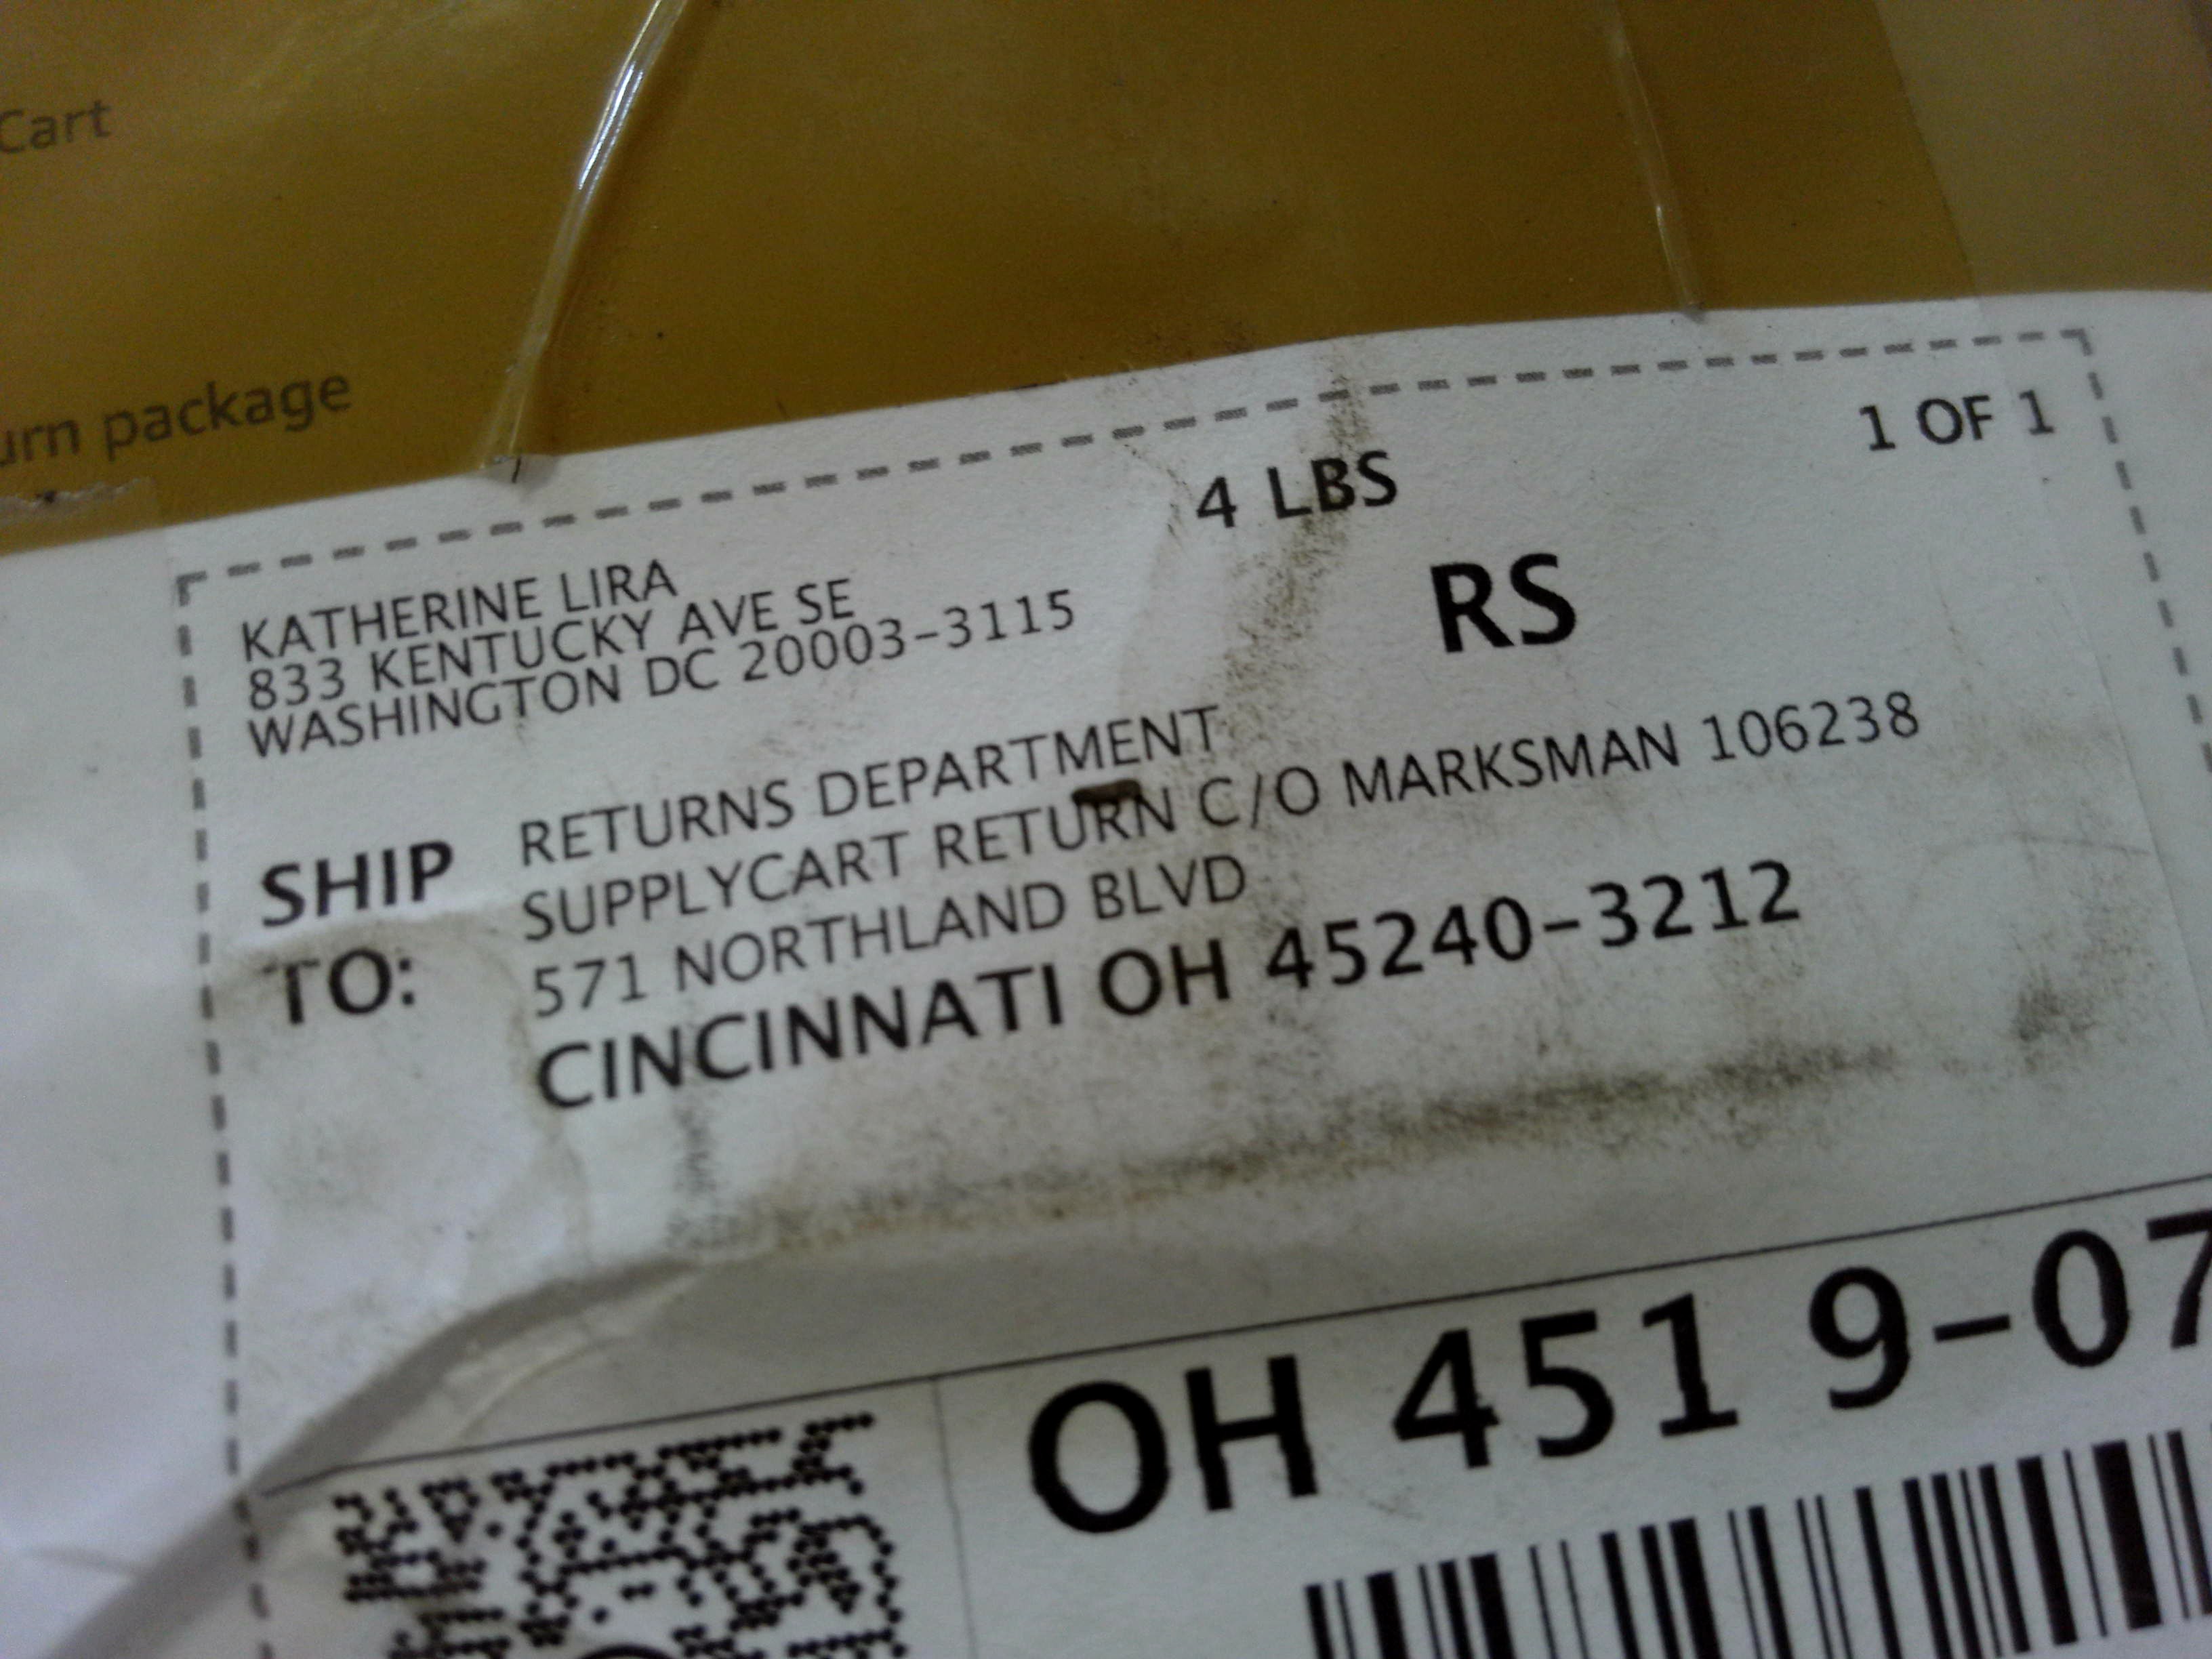 Cart
urn package
4 LBS
1 OF 1
KATHERINE LIRA
833 KENTUCKY AVE SE
WASHINGTON DC 20003-3115
RS
SHIP
TO:
RETURNS DEPARTMENT
SUPPLYCART RETURN C/O MARKSMAN 106238
571 NORTHLAND BLVD
CINCINNATI OH 45240-3212
OH 451 9-07